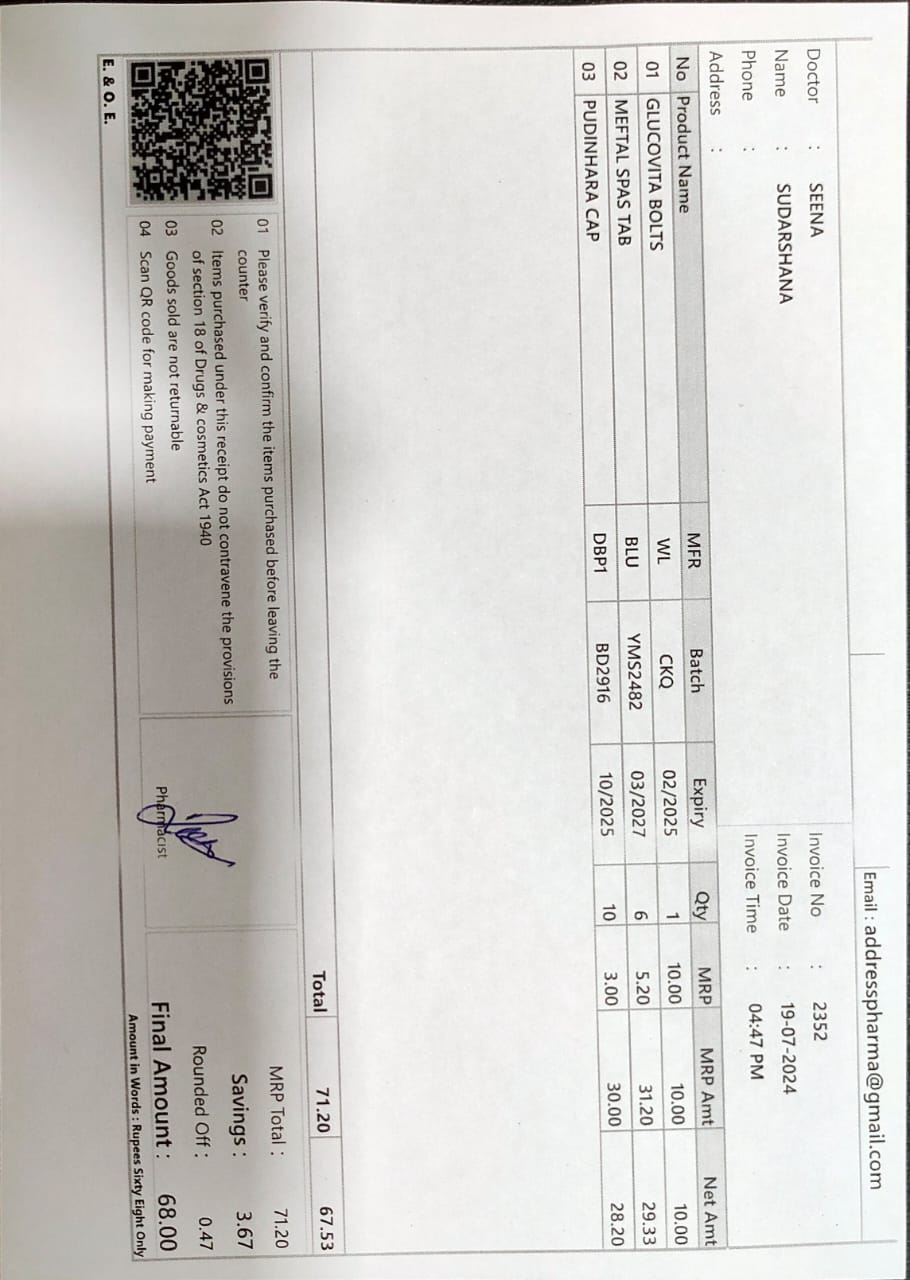 Email : addresspharma@gmail.com
Doctor : SEENA
Name : SUDARSHANA
Phone :
Address :
Invoice No : 2352
Invoice Date : 19-07-2024
Invoice Time : 04:47 PM
No Product Name MFR Batch Expiry Qty MRP MRP Amt Net Amt
01 GLUCOVITA BOLTS WL CKQ 02/2025 1 10.00 10.00 10.00
02 MEFTAL SPAS TAB BLU YMS2482 03/2027 6 5.20 31.20 29.33
03 PUDINHARA CAP DBP1 BD2916 10/2025 10 3.00 30.00 28.20
Total 71.20 67.53
01 Please verify and confirm the items purchased before leaving the
counter
02 Items purchased under this receipt do not contravene the provisions
of section 18 of Drugs & cosmetics Act 1940
03 Goods sold are not returnable
04 Scan QR code for making payment
E. & O. E.
Pharmacist
MRP Total : 71.20
Savings : 3.67
Rounded Off : 0.47
Final Amount : 68.00
Amount in Words : Rupees Sixty Eight Only